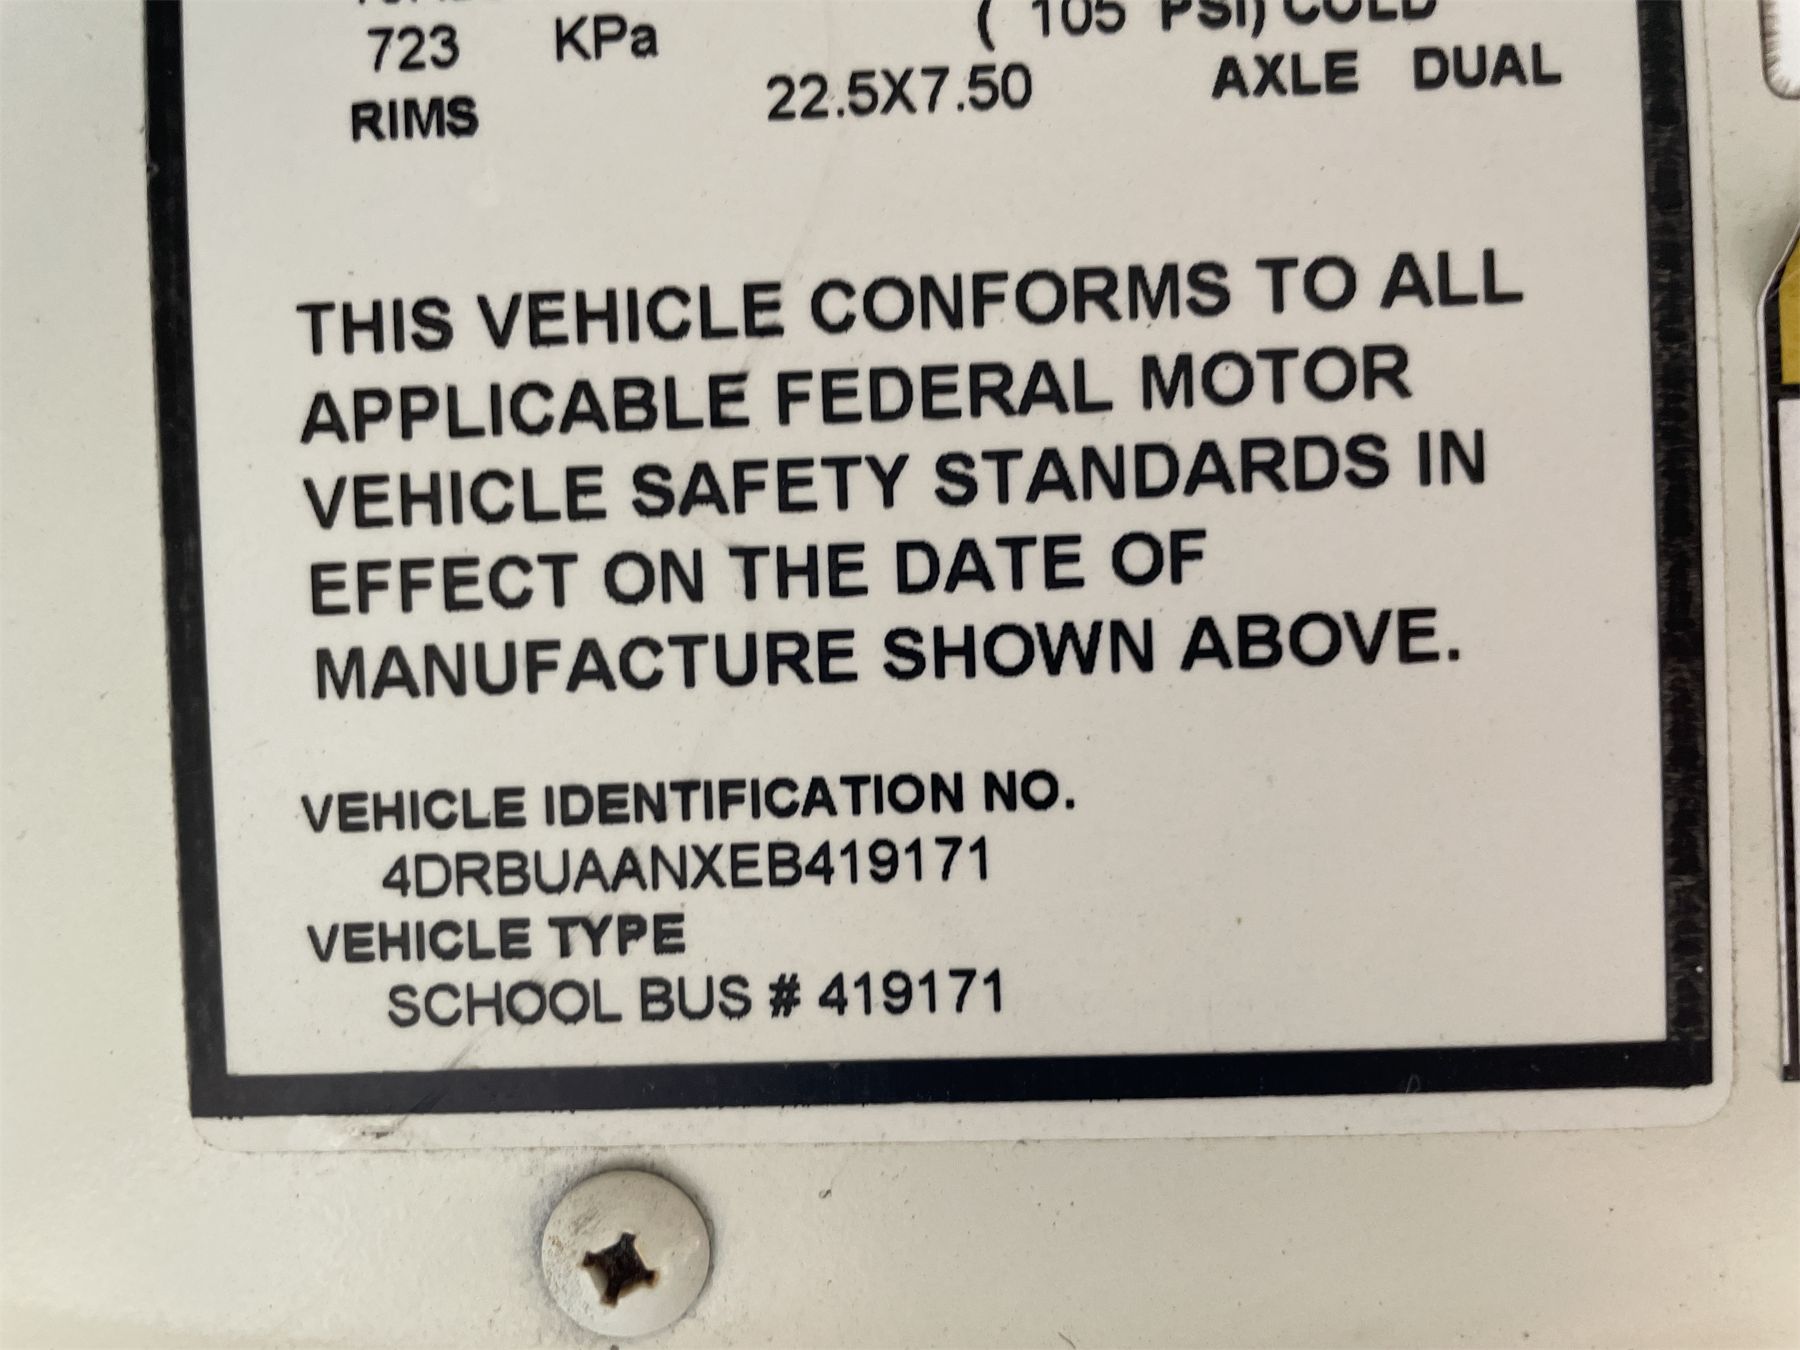 ( 105 PSI) COLD
723 KPa
RIMS 22.5X7.50 AXLE DUAL
THIS VEHICLE CONFORMS TO ALL
APPLICABLE FEDERAL MOTOR
VEHICLE SAFETY STANDARDS IN
EFFECT ON THE DATE OF
MANUFACTURE SHOWN ABOVE.
VEHICLE IDENTIFICATION NO.
4DRBUAANXEB419171
VEHICLE TYPE
SCHOOL BUS # 419171